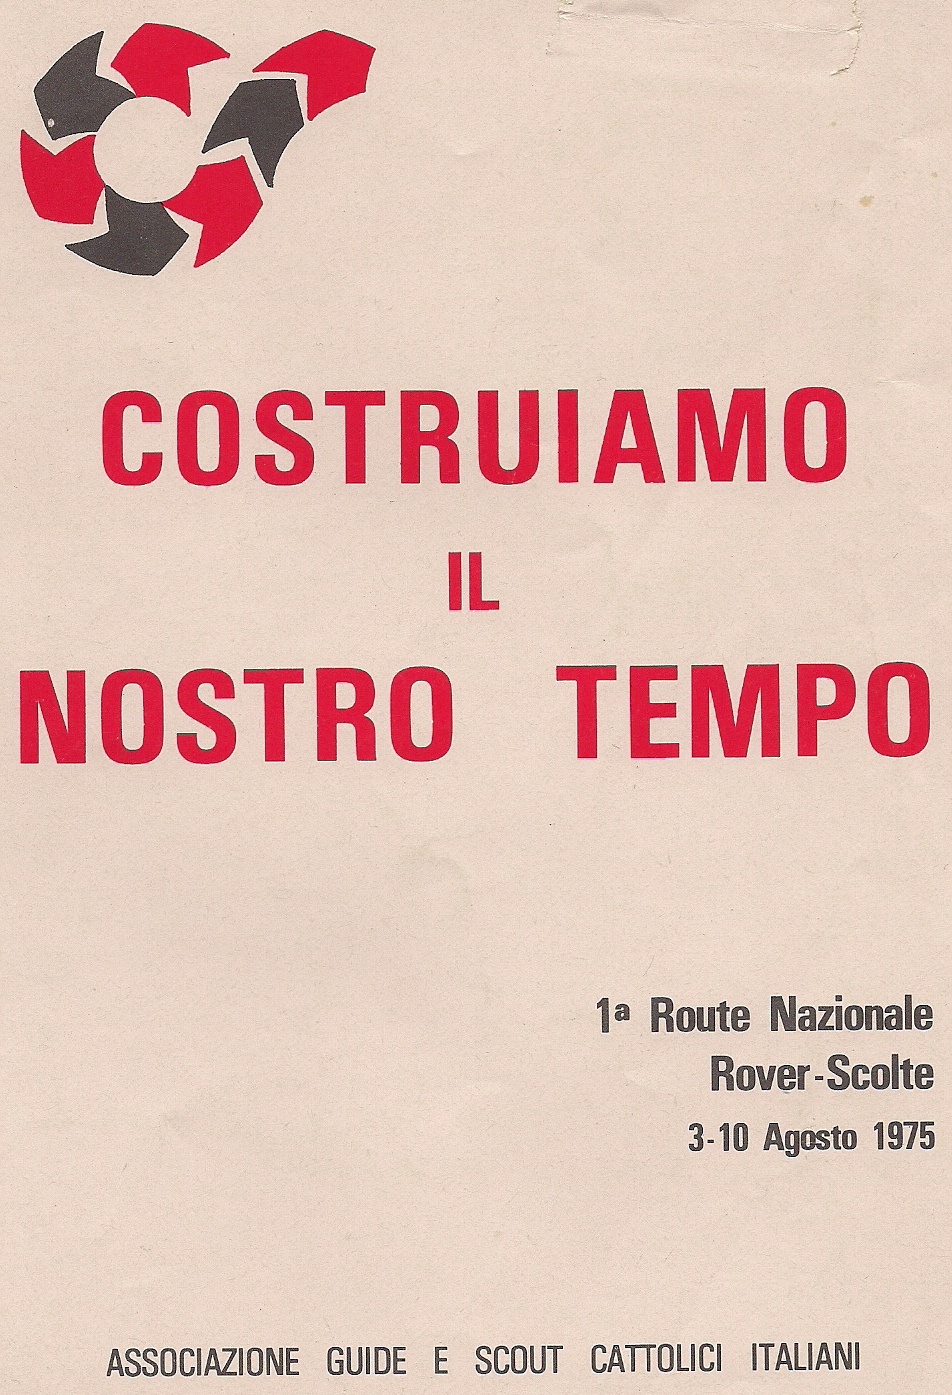 COSTRUIAMO
IL
NOSTRO TEMPO
1ª Route Nazionale
Rover-Scolte
3-10 Agosto 1975
ASSOCIAZIONE GUIDE E SCOUT CATTOLICI ITALIANI